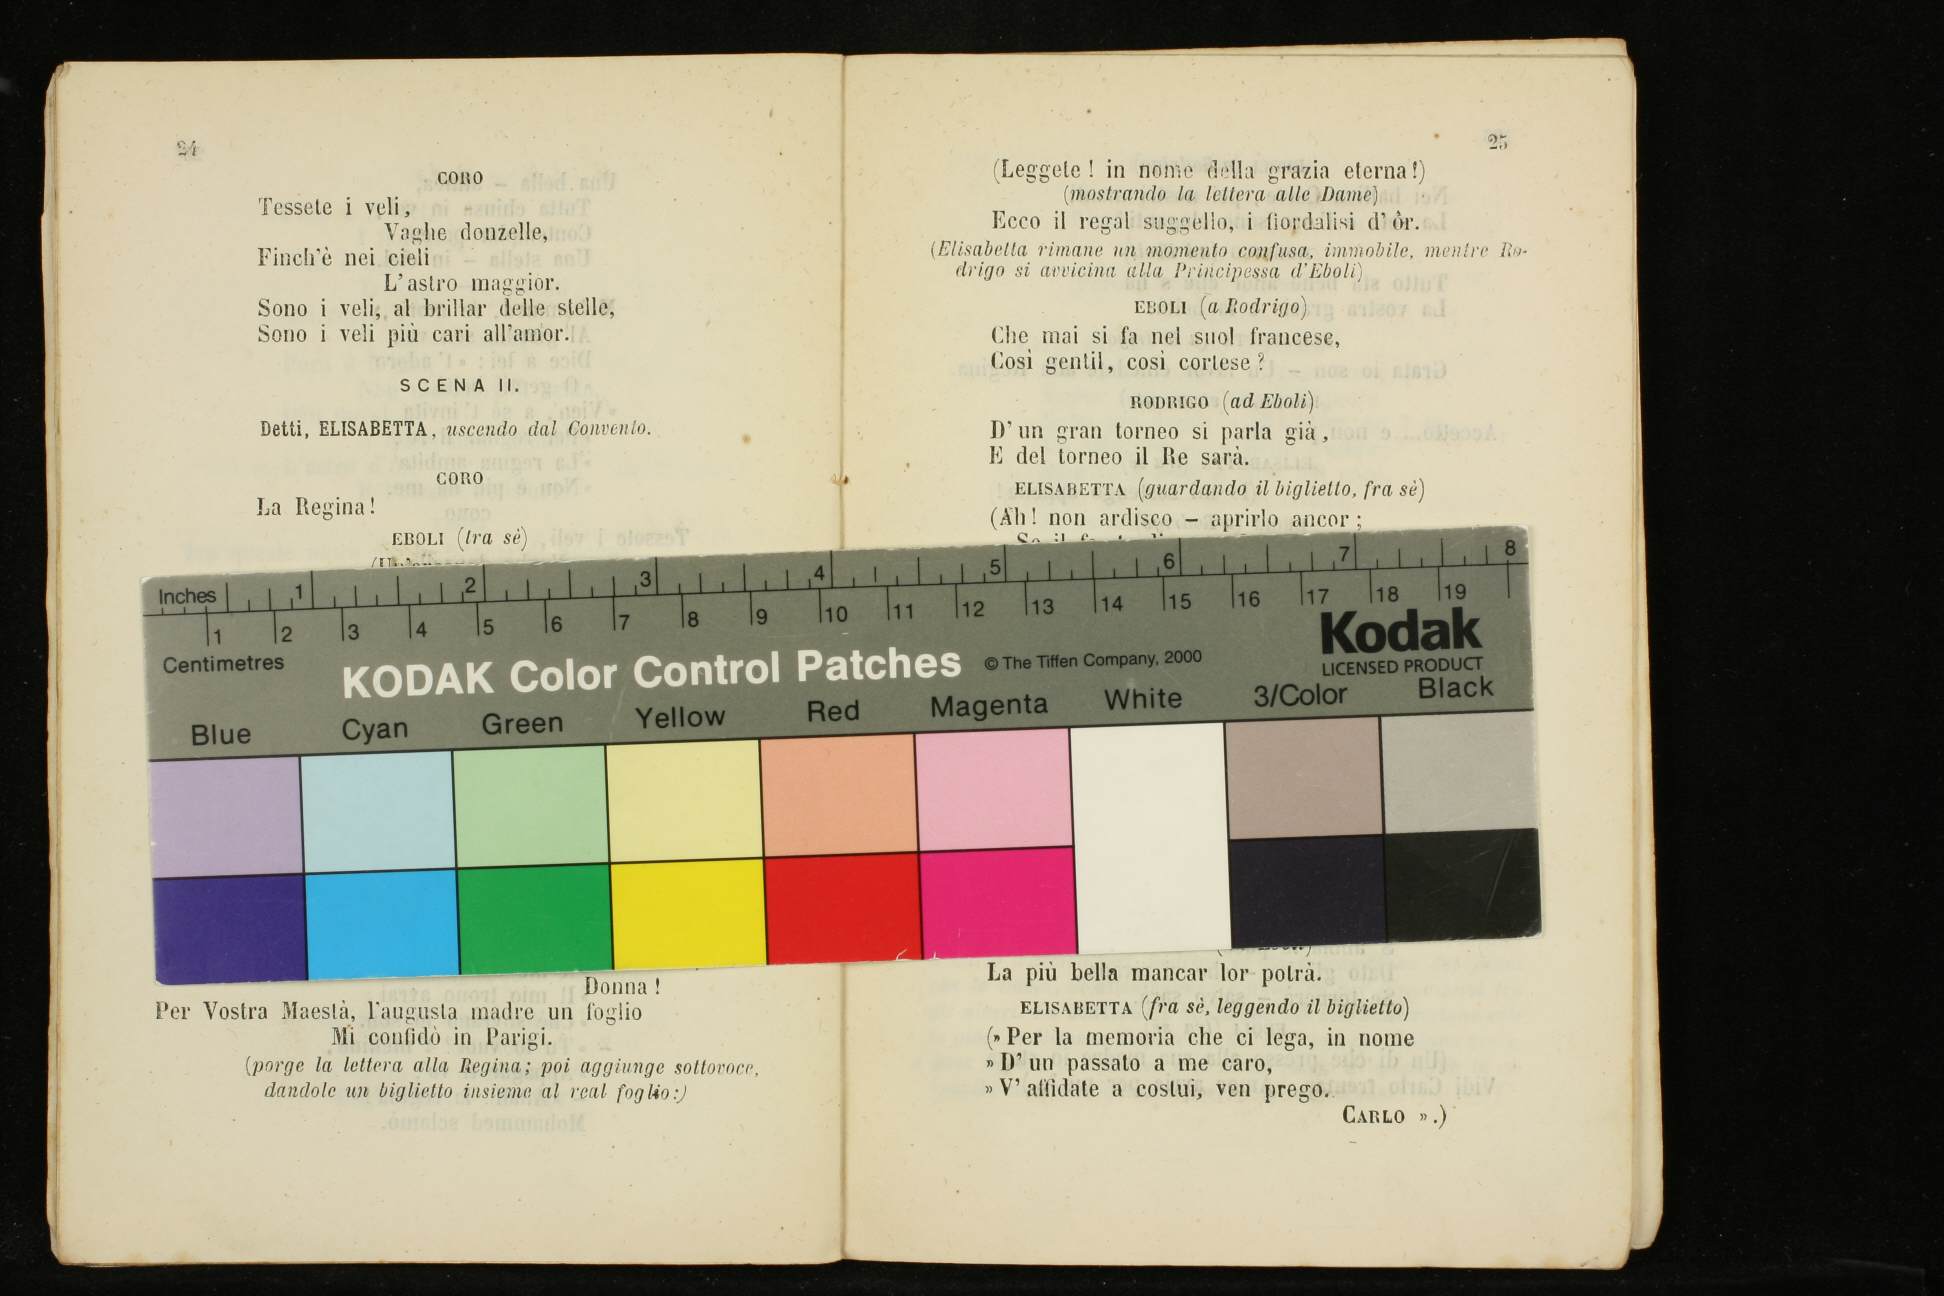 24
CORO
Tessete i veli,
Vaghe donzelle,
Finch'è nei cieli
L'astro maggior.
Sono i veli, al brillar delle stelle,
Sono i veli più cari all'amor.
SCENA II.
Detti, ELISABETTA, uscendo dal Convento.
CORO
La Regina!
EBOLI (tra sè)
Donna!
Per Vostra Maestà, l'augusta madre un foglio
Mi confidò in Parigi.
(porge la lettera alla Regina; poi aggiunge sottovoce,
dandole un biglietto insieme al real foglio:)
25
(Leggete! in nome della grazia eterna!)
(mostrando la lettera alle Dame)
Ecco il regal suggello, i fiordalisi d'ôr.
(Elisabetta rimane un momento confusa, immobile, mentre Ro-
drigo si avvicina alla Principessa d'Eboli)
EBOLI (a Rodrigo)
Che mai si fa nel suol francese,
Così gentil, così cortese?
RODRIGO (ad Eboli)
D'un gran torneo si parla già,
E del torneo il Re sarà.
ELISABETTA (guardando il biglietto, fra sè)
(Ah! non ardisco – aprirlo ancor;
La più bella mancar lor potrà.
ELISABETTA (fra sè, leggendo il biglietto)
(» Per la memoria che ci lega, in nome
» D'un passato a me caro,
» V'affidate a costui, ven prego.
CARLO ».)
Inches 1 2 3 4 5 6 7 8
1 2 3 4 5 6 7 8 9 10 11 12 13 14 15 16 17 18 19
Centimetres
KODAK Color Control Patches © The Tiffen Company, 2000
Kodak
LICENSED PRODUCT
Blue Cyan Green Yellow Red Magenta White 3/Color Black